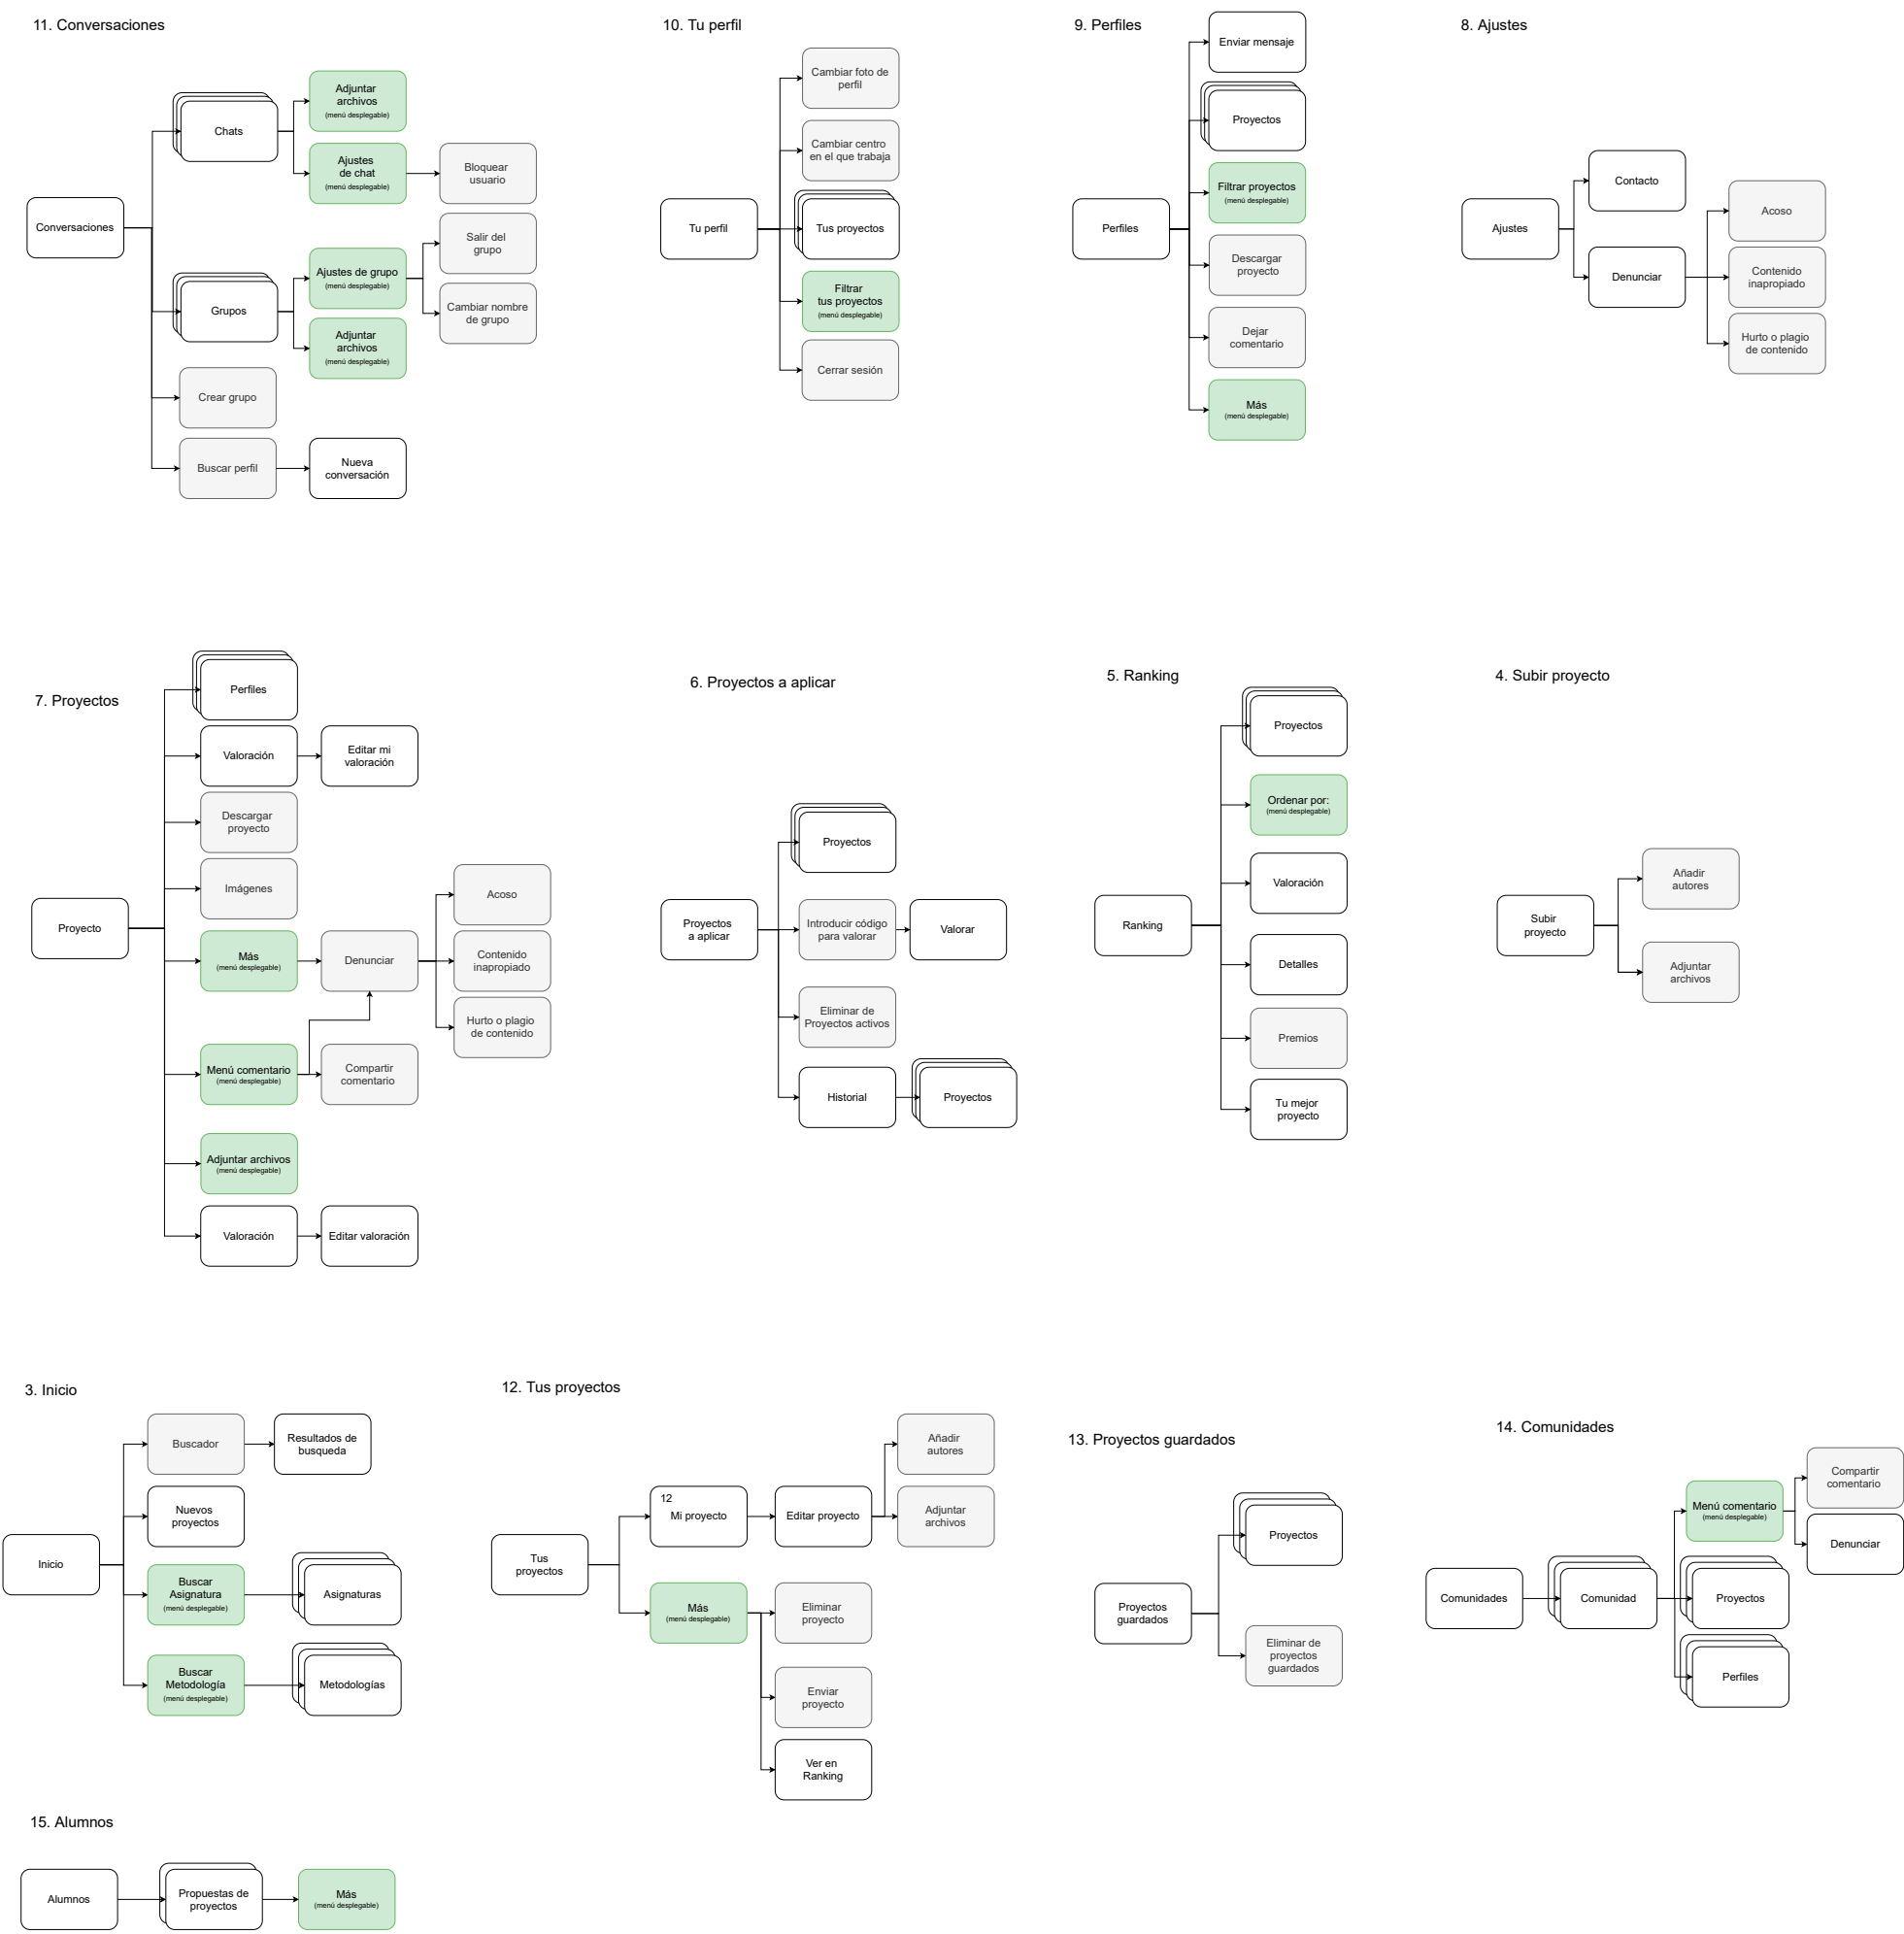 11. Conversaciones
Conversaciones
Chats
Adjuntar
archivos
(menú desplegable)
Ajustes
de chat
(menú desplegable)
Bloquear
usuario
Grupos
Ajustes de grupo
(menú desplegable)
Salir del
grupo
Cambiar nombre
de grupo
Adjuntar
archivos
(menú desplegable)
Crear grupo
Buscar perfil
Nueva
conversación
10. Tu perfil
Tu perfil
Cambiar foto de
perfil
Cambiar centro
en el que trabaja
Tus proyectos
Filtrar
tus proyectos
(menú desplegable)
Cerrar sesión
9. Perfiles
Perfiles
Enviar mensaje
Proyectos
Filtrar proyectos
(menú desplegable)
Descargar
proyecto
Dejar
comentario
Más
(menú desplegable)
8. Ajustes
Ajustes
Contacto
Denunciar
Acoso
Contenido
inapropiado
Hurto o plagio
de contenido
7. Proyectos
Proyecto
Perfiles
Valoración
Editar mi
valoración
Descargar
proyecto
Imágenes
Más
(menú desplegable)
Denunciar
Acoso
Contenido
inapropiado
Hurto o plagio
de contenido
Menú comentario
(menú desplegable)
Compartir
comentario
Adjuntar archivos
(menú desplegable)
Valoración
Editar valoración
6. Proyectos a aplicar
Proyectos
a aplicar
Proyectos
Introducir código
para valorar
Valorar
Eliminar de
Proyectos activos
Historial
Proyectos
5. Ranking
Ranking
Proyectos
Ordenar por:
(menú desplegable)
Valoración
Detalles
Premios
Tu mejor
proyecto
4. Subir proyecto
Subir
proyecto
Añadir
autores
Adjuntar
archivos
3. Inicio
Inicio
Buscador
Resultados de
busqueda
Nuevos
proyectos
Buscar
Asignatura
(menú desplegable)
Asignaturas
Buscar
Metodología
(menú desplegable)
Metodologías
12. Tus proyectos
Tus
proyectos
12
Mi proyecto
Editar proyecto
Añadir
autores
Adjuntar
archivos
Más
(menú desplegable)
Eliminar
proyecto
Enviar
proyecto
Ver en
Ranking
13. Proyectos guardados
Proyectos
guardados
Proyectos
Eliminar de
proyectos
guardados
14. Comunidades
Comunidades
Comunidad
Menú comentario
(menú desplegable)
Compartir
comentario
Denunciar
Proyectos
Perfiles
15. Alumnos
Alumnos
Propuestas de
proyectos
Más
(menú desplegable)